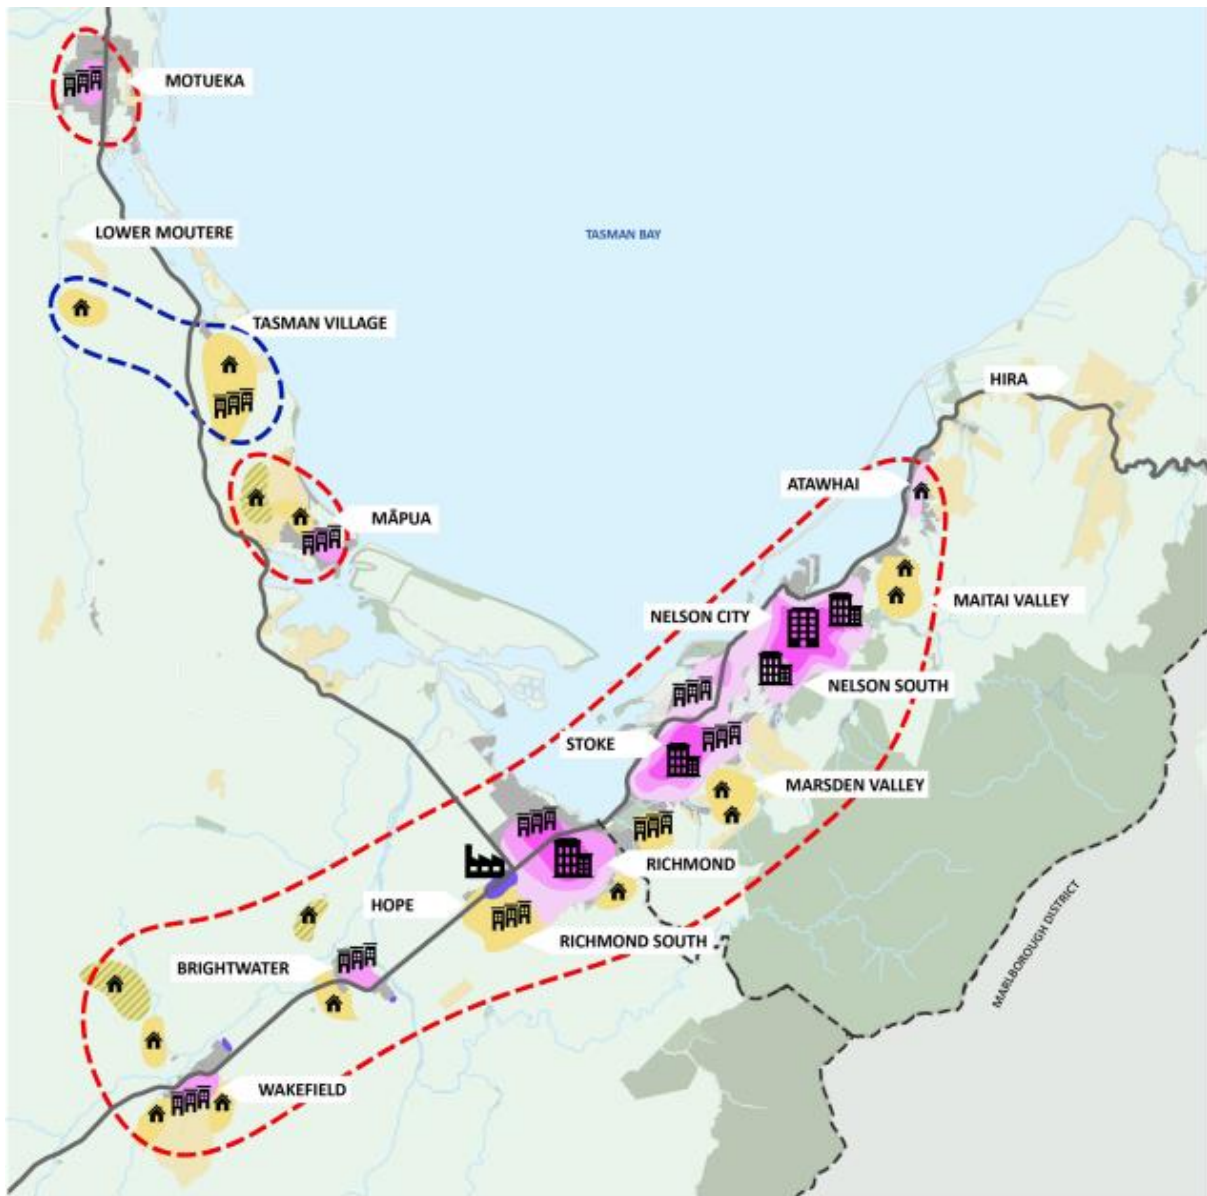 MOTUEKA
LOWER MOUTERE
TASMAN BAY
TASMAN VILLAGE
HIRA
ATAWHAI
MĀPUA
MAITAI VALLEY
NELSON CITY
NELSON SOUTH
STOKE
MARSDEN VALLEY
RICHMOND
HOPE
RICHMOND SOUTH
BRIGHTWATER
MARLBOROUGH DISTRICT
WAKEFIELD